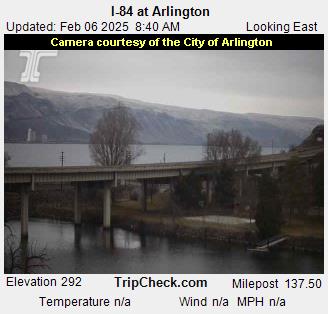 I-84 at Arlington
Updated: Feb 06 2025 8:40 AM Looking East
Camera courtesy of the City of Arlington
Elevation 292 TripCheck.com Milepost 137.50
Temperature n/a Wind n/a MPH n/a